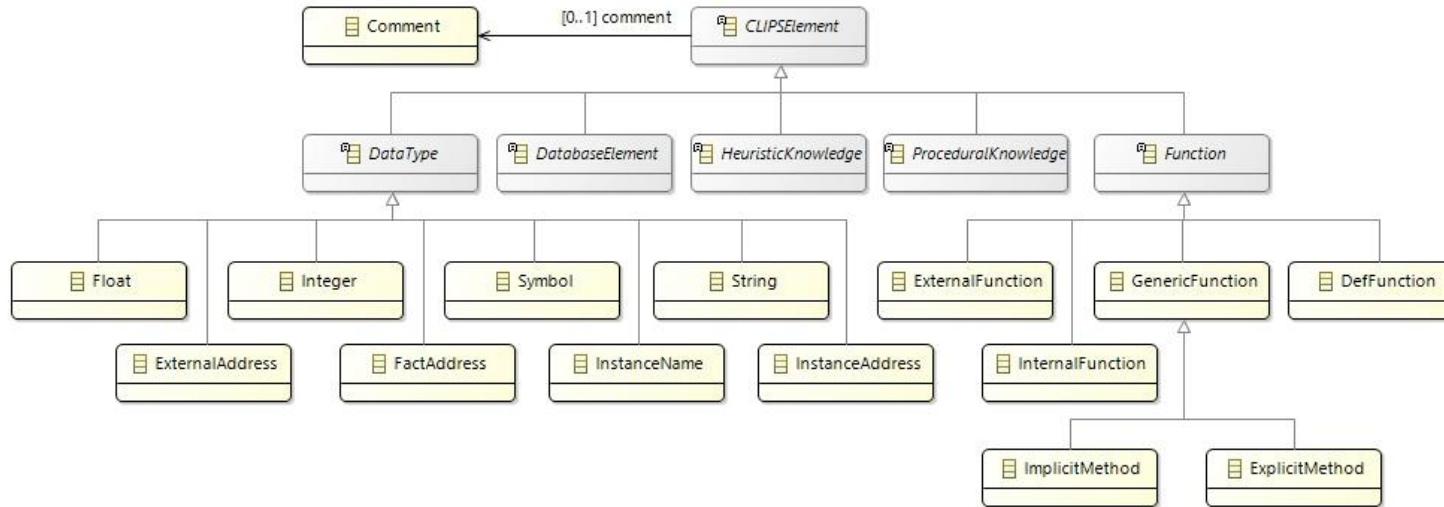 [0..1] comment
Comment
CLIPSElement
DataType
DatabaseElement
HeuristicKnowledge
ProceduralKnowledge
Function
Float
Integer
Symbol
String
ExternalFunction
GenericFunction
DefFunction
ExternalAddress
FactAddress
InstanceName
InstanceAddress
InternalFunction
ImplicitMethod
ExplicitMethod